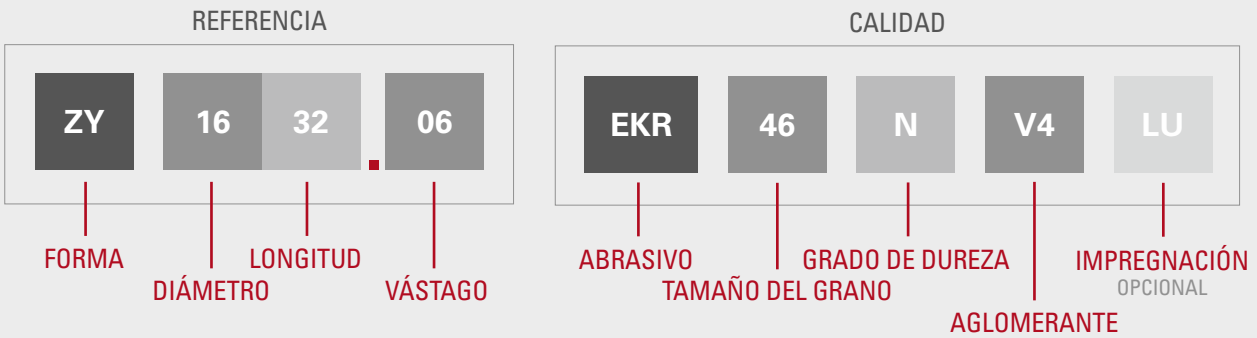 REFERENCIA
ZY 16 32 . 06
FORMA
DIÁMETRO
LONGITUD
VÁSTAGO
CALIDAD
EKR 46 N V4 LU
ABRASIVO
TAMAÑO DEL GRANO
GRADO DE DUREZA
AGLOMERANTE
IMPREGNACIÓN
OPCIONAL